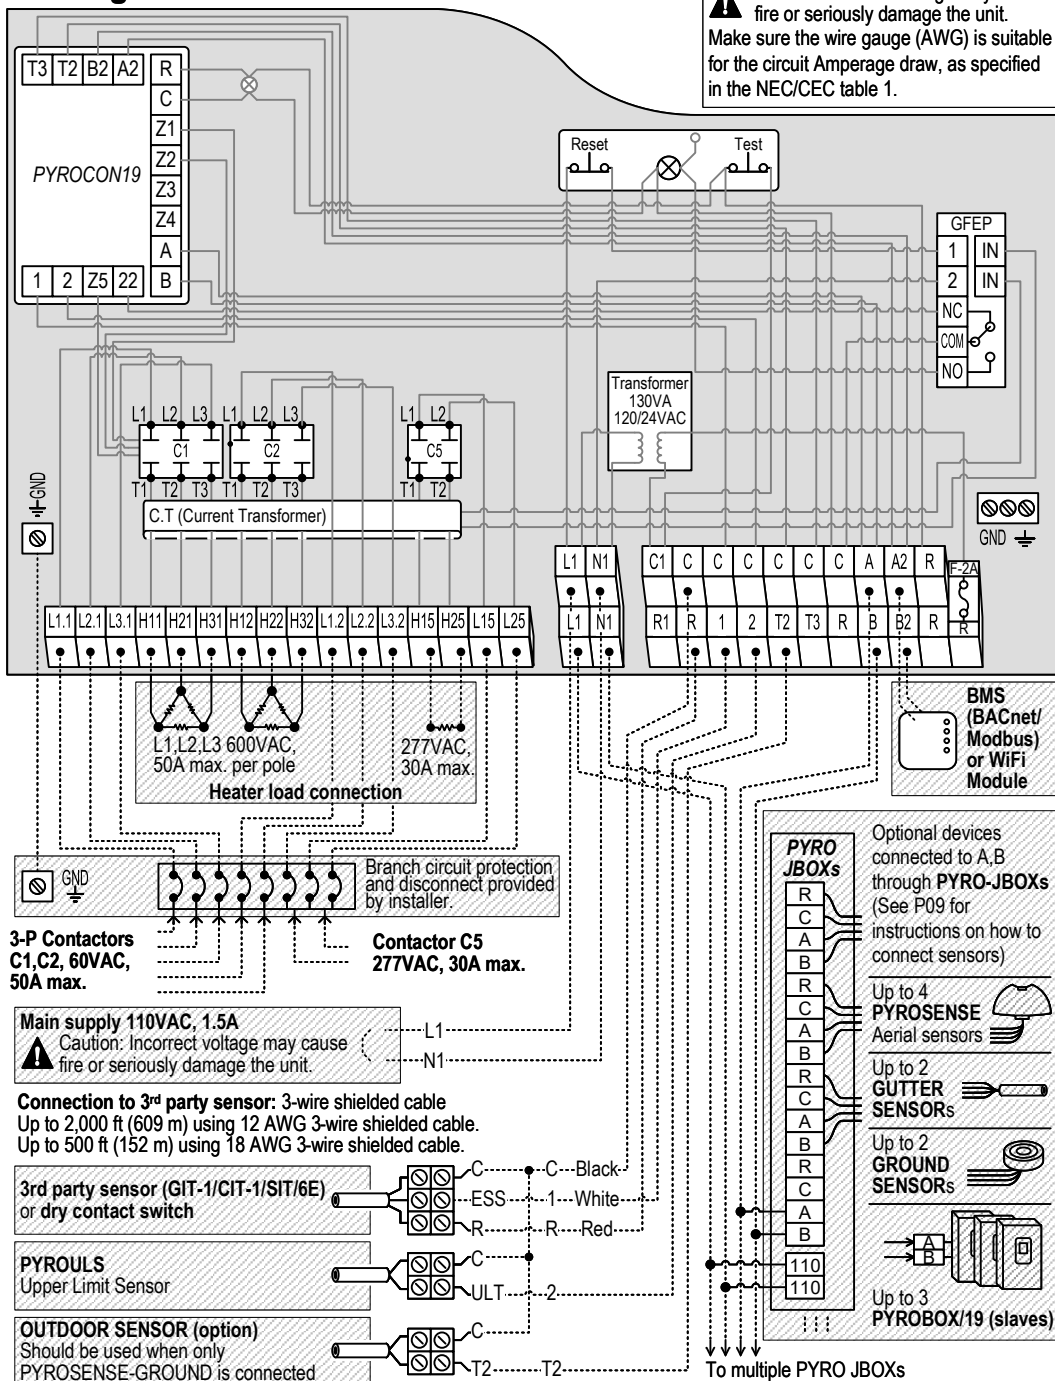 fire or seriously damage the unit.
Make sure the wire gauge (AWG) is suitable
for the circuit Amperage draw, as specified
in the NEC/CEC table 1.
T3 T2 B2 A2 R
C
Z1
Z2
Z3
Z4
A
B
PYROCON19
1 2 Z5 22
Reset
Test
GFEP
1 IN
2 IN
NC
COM
NO
Transformer
130VA
120/24VAC
L1 L2 L3 L1 L2 L3 L1 L2
C1 C2 C5
T1 T2 T3 T1 T2 T3 T1 T2
C.T (Current Transformer)
GND
GND
L1 N1 C1 C C C C C C A A2 R F-2A
L1.1 L2.1 L3.1 H11 H21 H31 H12 H22 H32 L1.2 L2.2 L3.2 H15 H25 L15 L25
L1 N1 R1 R 1 2 T2 T3 R B B2 R R
L1,L2,L3 600VAC,
50A max. per pole
277VAC,
30A max.
Heater load connection
BMS
(BACnet/
Modbus)
or WiFi
Module
GND
Branch circuit protection
and disconnect provided
by installer.
3-P Contactors
C1,C2, 60VAC,
50A max.
Contactor C5
277VAC, 30A max.
PYRO
JBOXs
R
C
A
B
R
C
A
B
R
C
A
B
R
C
A
B
110
110
Optional devices
connected to A,B
through PYRO-JBOXs
(See P09 for
instructions on how to
connect sensors)
Up to 4
PYROSENSE
Aerial sensors
Up to 2
GUTTER
SENSORs
Up to 2
GROUND
SENSORs
A
B
Up to 3
PYROBOX/19 (slaves)
Main supply 110VAC, 1.5A
Caution: Incorrect voltage may cause
fire or seriously damage the unit.
L1
N1
Connection to 3rd party sensor: 3-wire shielded cable
Up to 2,000 ft (609 m) using 12 AWG 3-wire shielded cable.
Up to 500 ft (152 m) using 18 AWG 3-wire shielded cable.
3rd party sensor (GIT-1/CIT-1/SIT/6E)
or dry contact switch
C C Black
ESS 1 White
R R Red
PYROULS
Upper Limit Sensor
C
ULT 2
OUTDOOR SENSOR (option)
Should be used when only
PYROSENSE-GROUND is connected
C
T2 T2
To multiple PYRO JBOXs